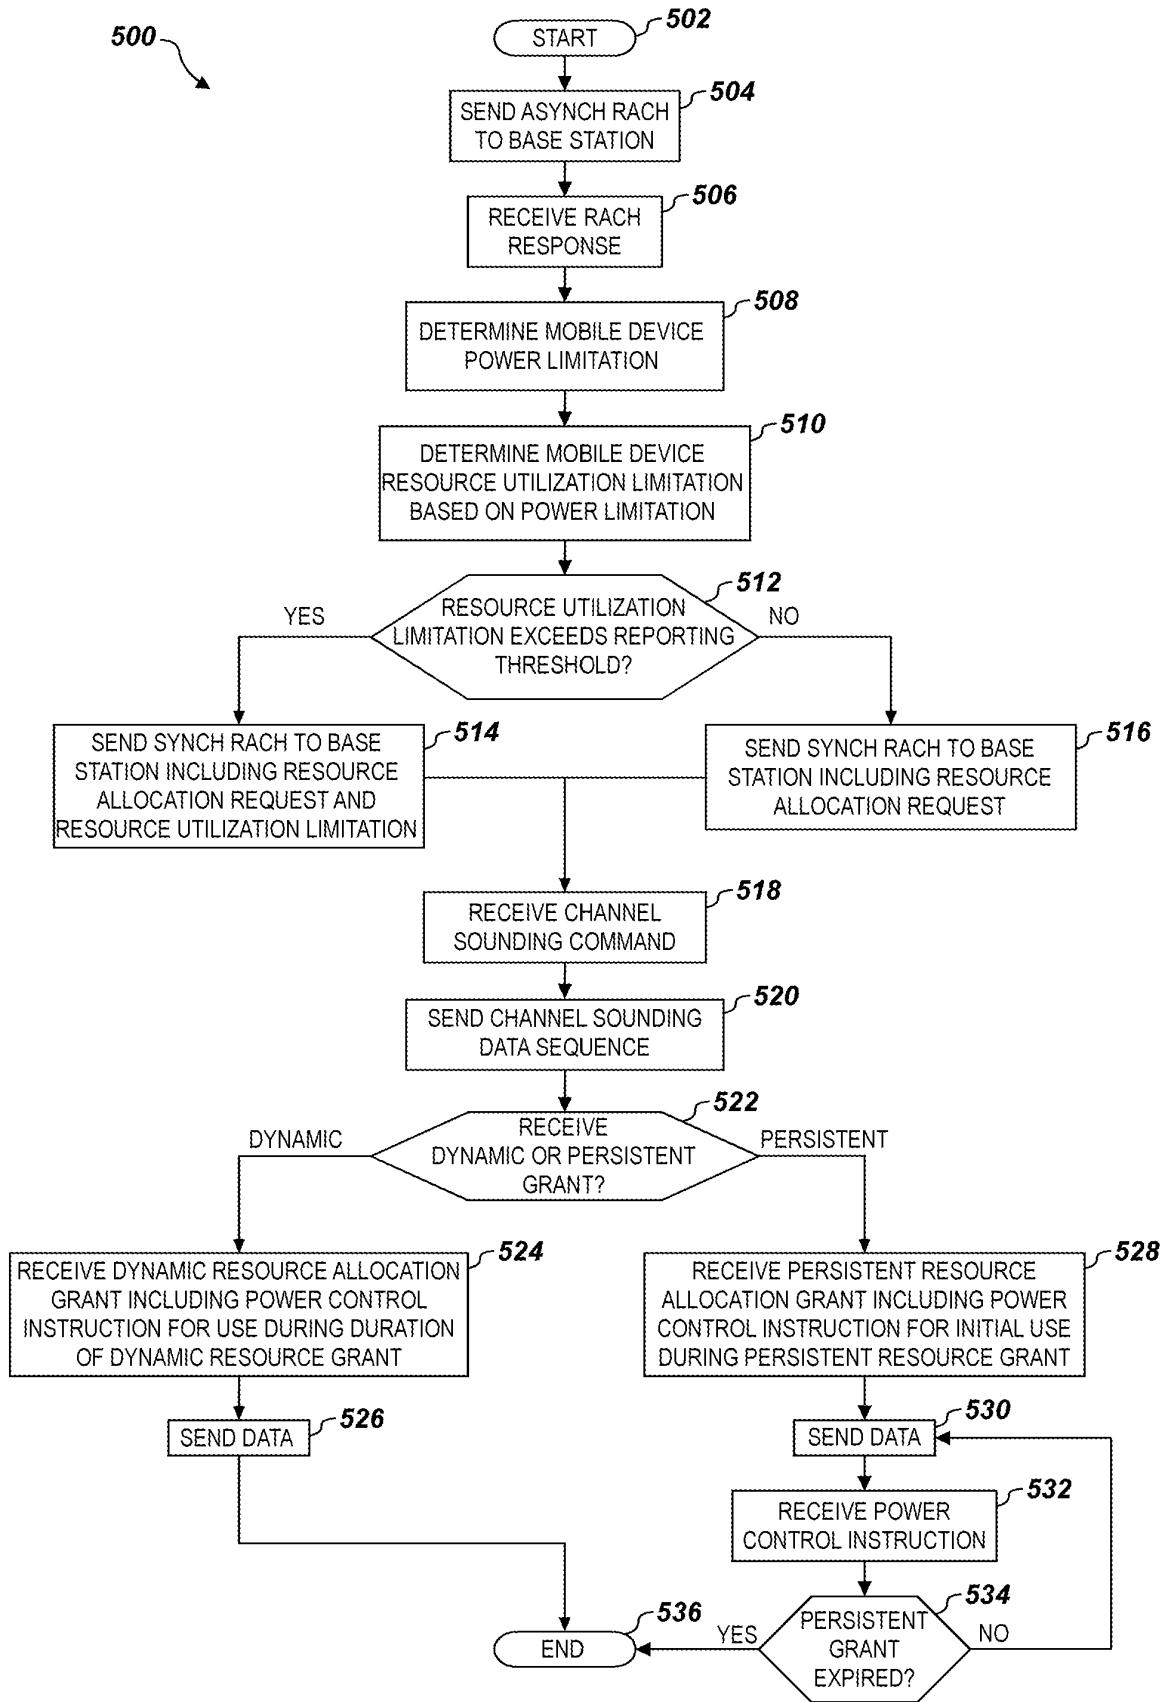 500
START
502
SEND ASYNCH RACH
TO BASE STATION
504
RECEIVE RACH
RESPONSE
506
DETERMINE MOBILE DEVICE
POWER LIMITATION
508
DETERMINE MOBILE DEVICE
RESOURCE UTILIZATION LIMITATION
BASED ON POWER LIMITATION
510
RESOURCE UTILIZATION
LIMITATION EXCEEDS REPORTING
THRESHOLD?
512
YES
NO
SEND SYNCH RACH TO BASE
STATION INCLUDING RESOURCE
ALLOCATION REQUEST AND
RESOURCE UTILIZATION LIMITATION
514
SEND SYNCH RACH TO BASE
STATION INCLUDING RESOURCE
ALLOCATION REQUEST
516
RECEIVE CHANNEL
SOUNDING COMMAND
518
SEND CHANNEL SOUNDING
DATA SEQUENCE
520
RECEIVE
DYNAMIC OR PERSISTENT
GRANT?
522
DYNAMIC
PERSISTENT
RECEIVE DYNAMIC RESOURCE ALLOCATION
GRANT INCLUDING POWER CONTROL
INSTRUCTION FOR USE DURING DURATION
OF DYNAMIC RESOURCE GRANT
524
SEND DATA
526
RECEIVE PERSISTENT RESOURCE
ALLOCATION GRANT INCLUDING POWER
CONTROL INSTRUCTION FOR INITIAL USE
DURING PERSISTENT RESOURCE GRANT
528
SEND DATA
530
RECEIVE POWER
CONTROL INSTRUCTION
532
PERSISTENT
GRANT
EXPIRED?
534
YES
NO
END
536